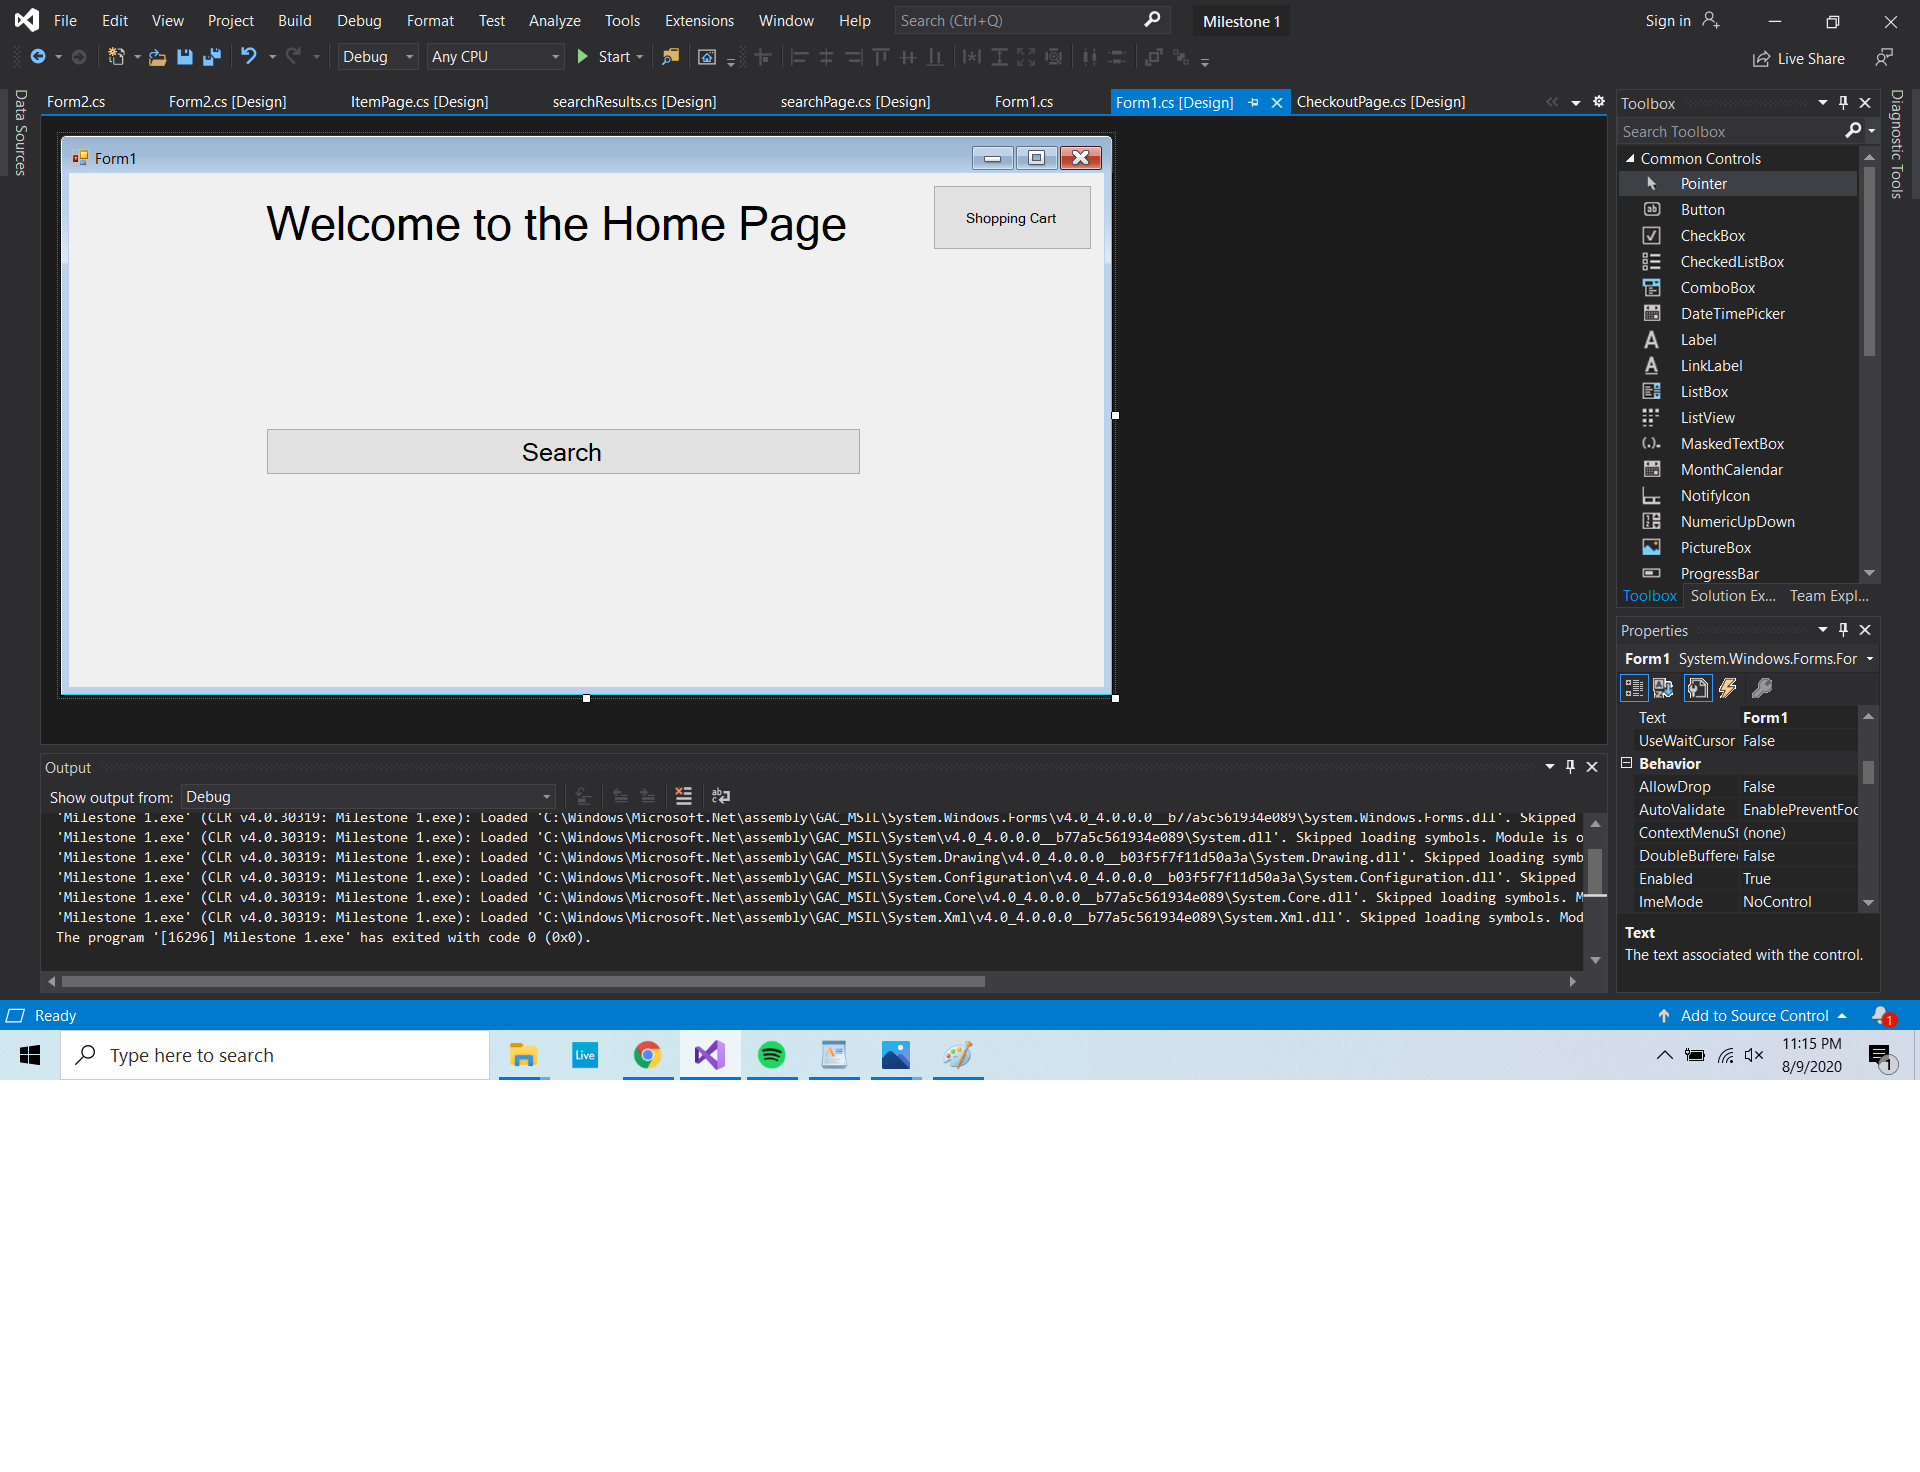 File Edit View Project Build Debug Format Test Analyze Tools Extensions Window Help Search (Ctrl+Q) Milestone 1 Sign in
Debug Any CPU Start Live Share
Form2.cs Form2.cs [Design] ItemPage.cs [Design] searchResults.cs [Design] searchPage.cs [Design] Form1.cs Form1.cs [Design] CheckoutPage.cs [Design]
Data Sources
Form1
Welcome to the Home Page
Shopping Cart
Search
Toolbox
Search Toolbox
Common Controls
Pointer
Button
CheckBox
CheckedListBox
ComboBox
DateTimePicker
Label
LinkLabel
ListBox
ListView
MaskedTextBox
MonthCalendar
NotifyIcon
NumericUpDown
PictureBox
ProgressBar
Toolbox Solution Ex... Team Expl...
Diagnostic Tools
Properties
Form1 System.Windows.Forms.For
Text Form1
UseWaitCursor False
Behavior
AllowDrop False
AutoValidate EnablePreventFoc
ContextMenuSt (none)
DoubleBuffere False
Enabled True
ImeMode NoControl
Text
The text associated with the control.
Output
Show output from: Debug
'Milestone 1.exe' (CLR v4.0.30319: Milestone 1.exe): Loaded 'C:\Windows\Microsoft.Net\assembly\GAC_MSIL\System.Windows.Forms\v4.0_4.0.0.0__b77a5c561934e089\System.Windows.Forms.dll'. Skipped
'Milestone 1.exe' (CLR v4.0.30319: Milestone 1.exe): Loaded 'C:\Windows\Microsoft.Net\assembly\GAC_MSIL\System\v4.0_4.0.0.0__b77a5c561934e089\System.dll'. Skipped loading symbols. Module is o
'Milestone 1.exe' (CLR v4.0.30319: Milestone 1.exe): Loaded 'C:\Windows\Microsoft.Net\assembly\GAC_MSIL\System.Drawing\v4.0_4.0.0.0__b03f5f7f11d50a3a\System.Drawing.dll'. Skipped loading symb
'Milestone 1.exe' (CLR v4.0.30319: Milestone 1.exe): Loaded 'C:\Windows\Microsoft.Net\assembly\GAC_MSIL\System.Configuration\v4.0_4.0.0.0__b03f5f7f11d50a3a\System.Configuration.dll'. Skipped
'Milestone 1.exe' (CLR v4.0.30319: Milestone 1.exe): Loaded 'C:\Windows\Microsoft.Net\assembly\GAC_MSIL\System.Core\v4.0_4.0.0.0__b77a5c561934e089\System.Core.dll'. Skipped loading symbols. M
'Milestone 1.exe' (CLR v4.0.30319: Milestone 1.exe): Loaded 'C:\Windows\Microsoft.Net\assembly\GAC_MSIL\System.Xml\v4.0_4.0.0.0__b77a5c561934e089\System.Xml.dll'. Skipped loading symbols. Mod
The program '[16296] Milestone 1.exe' has exited with code 0 (0x0).
Ready Add to Source Control 1
Type here to search Live 11:15 PM
8/9/2020 1